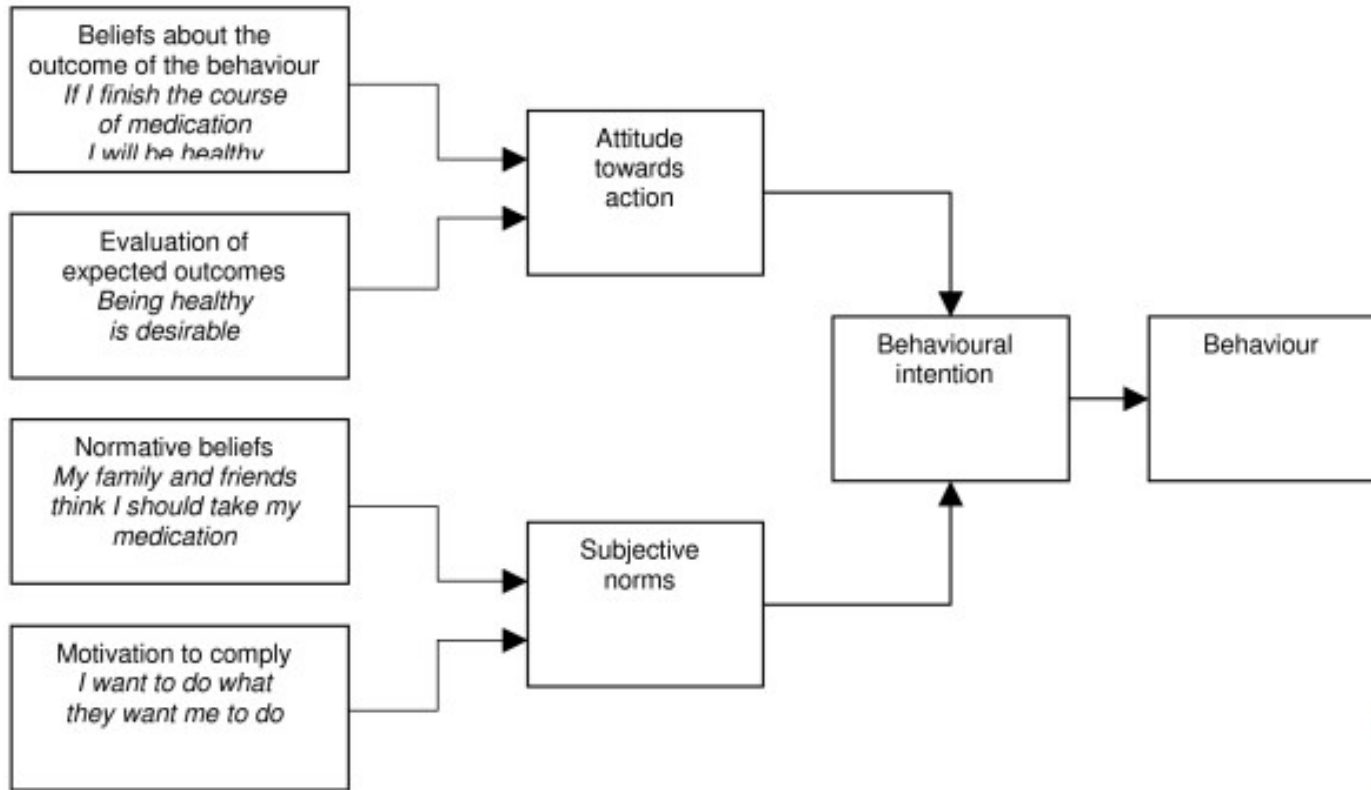 Beliefs about the
outcome of the behaviour
If I finish the course
of medication
I will be healthy
Evaluation of
expected outcomes
Being healthy
is desirable
Normative beliefs
My family and friends
think I should take my
medication
Motivation to comply
I want to do what
they want me to do
Attitude
towards
action
Subjective
norms
Behavioural
intention
Behaviour